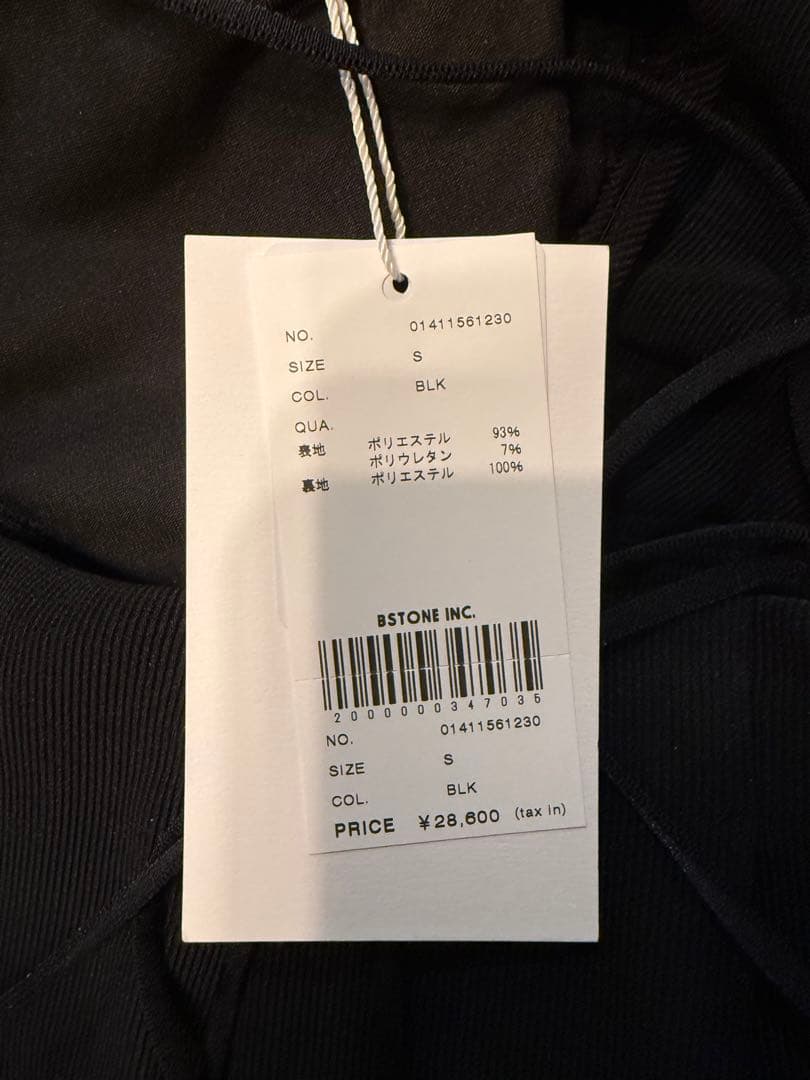 NO. 01411561230
SIZE S
COL. BLK
QUA.
表地 ポリエステル 93%
ポリウレタン 7%
裏地 ポリエステル 100%
BSTONE INC.
2000000347035
NO. 01411561230
SIZE S
COL. BLK
PRICE ¥28,600 (tax in)